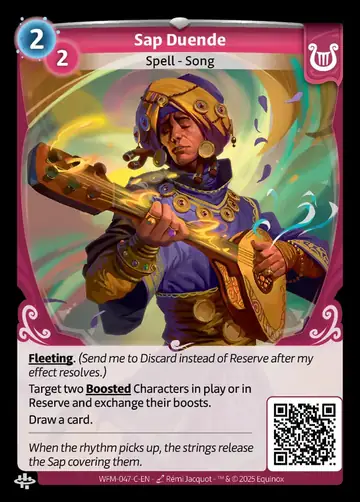 2
Sap Duende
2
Spell - Song
Fleeting. (Send me to Discard instead of Reserve after my
effect resolves.)
Target two Boosted Characters in play or in
Reserve and exchange their boosts.
Draw a card.
When the rhythm picks up, the strings release
the Sap covering them.
WFM-047-C-EN - Rémi Jacquot - ™ & © 2025 Equinox